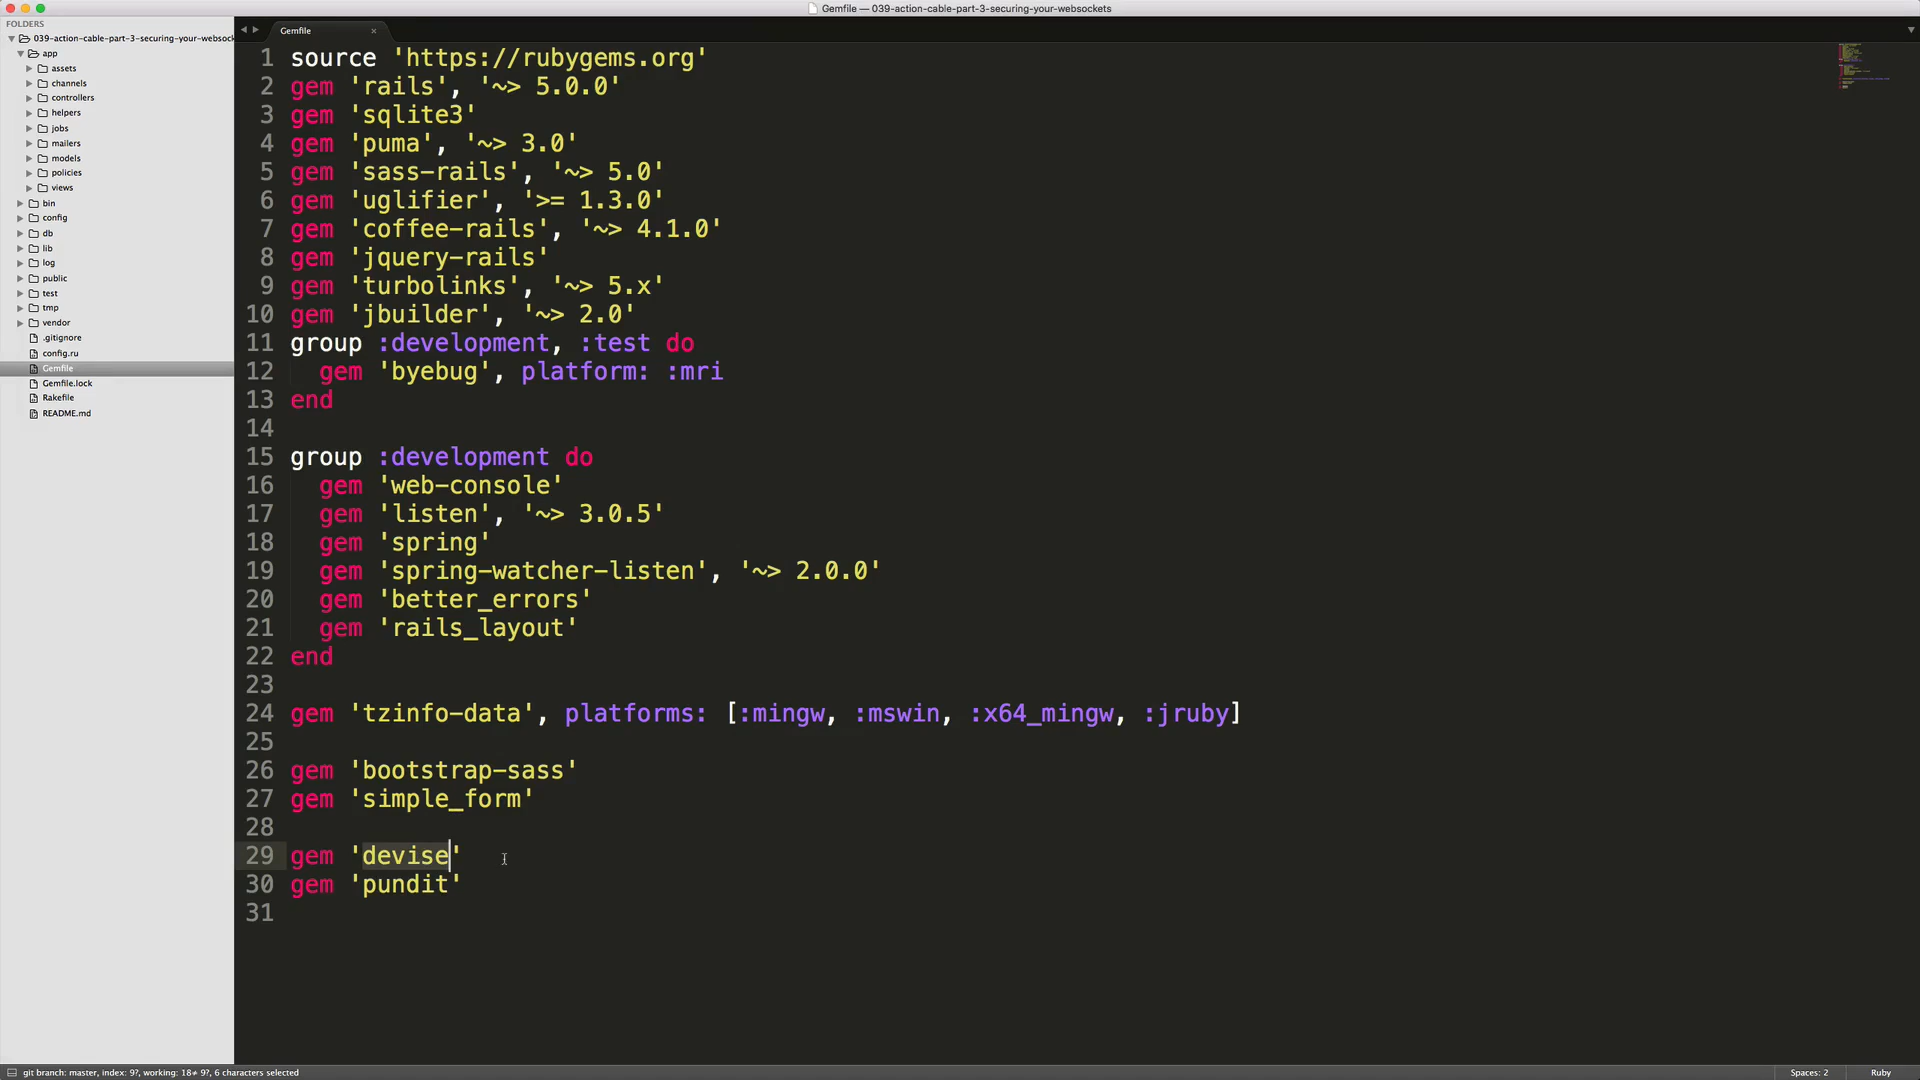 Gemfile — 039-action-cable-part-3-securing-your-websockets
FOLDERS
039-action-cable-part-3-securing-your-websock
app
assets
channels
controllers
helpers
jobs
mailers
models
policies
views
bin
config
db
lib
log
public
test
tmp
vendor
.gitignore
config.ru
Gemfile
Gemfile.lock
Rakefile
README.md
Gemfile ×
1 source 'https://rubygems.org'
2 gem 'rails', '~> 5.0.0'
3 gem 'sqlite3'
4 gem 'puma', '~> 3.0'
5 gem 'sass-rails', '~> 5.0'
6 gem 'uglifier', '>= 1.3.0'
7 gem 'coffee-rails', '~> 4.1.0'
8 gem 'jquery-rails'
9 gem 'turbolinks', '~> 5.x'
10 gem 'jbuilder', '~> 2.0'
11 group :development, :test do
12 gem 'byebug', platform: :mri
13 end
14
15 group :development do
16 gem 'web-console'
17 gem 'listen', '~> 3.0.5'
18 gem 'spring'
19 gem 'spring-watcher-listen', '~> 2.0.0'
20 gem 'better_errors'
21 gem 'rails_layout'
22 end
23
24 gem 'tzinfo-data', platforms: [:mingw, :mswin, :x64_mingw, :jruby]
25
26 gem 'bootstrap-sass'
27 gem 'simple_form'
28
29 gem 'devise'
30 gem 'pundit'
31
git branch: master, index: 9?, working: 18≠ 9?, 6 characters selected
Spaces: 2
Ruby